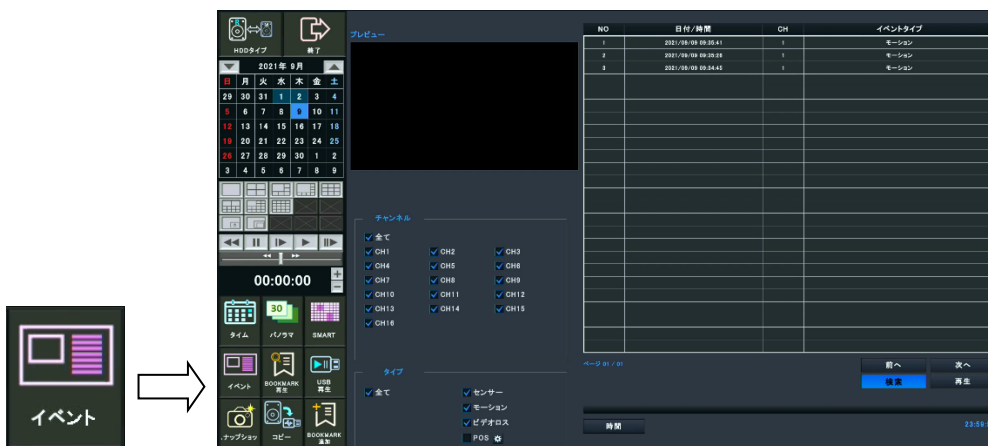 イベント
HDDタイプ 終了
2021年 9月
日 月 火 水 木 金 土
29 30 31 1 2 3 4
5 6 7 8 9 10 11
12 13 14 15 16 17 18
19 20 21 22 23 24 25
26 27 28 29 30 1 2
3 4 5 6 7 8 9
00:00:00
+
-
タイム パノラマ SMART
30
イベント BOOKMARK 再生 USB 再生
.ナップショッ コピー BOOKMARK 追加
プレビュー
チャンネル
全て
CH1 CH2 CH3
CH4 CH5 CH6
CH7 CH8 CH9
CH10 CH11 CH12
CH13 CH14 CH15
CH16
タイプ
全て センサー
モーション
ビデオロス
POS
NO 日付/時間 CH イベントタイプ
1 2021/09/09 09:35:41 1 モーション
2 2021/09/09 09:35:26 1 モーション
3 2021/09/09 09:34:45 1 モーション
ページ 01 / 01
前へ 次へ
検索 再生
時間
23:59: